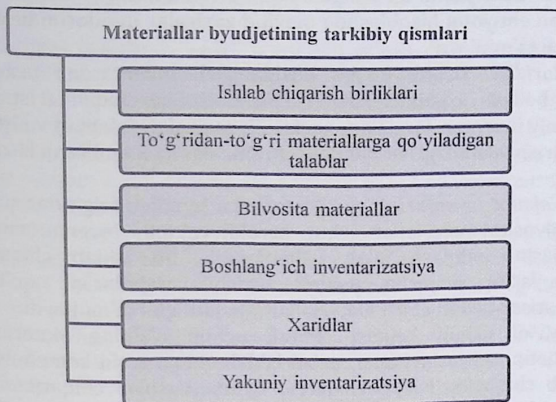 Materiallar byudjetining tarkibiy qismlari
Ishlab chiqarish birliklari
To‘g‘ridan-to‘g‘ri materiallarga qo‘yiladigan
talablar
Bilvosita materiallar
Boshlang‘ich inventarizatsiya
Xaridlar
Yakuniy inventarizatsiya